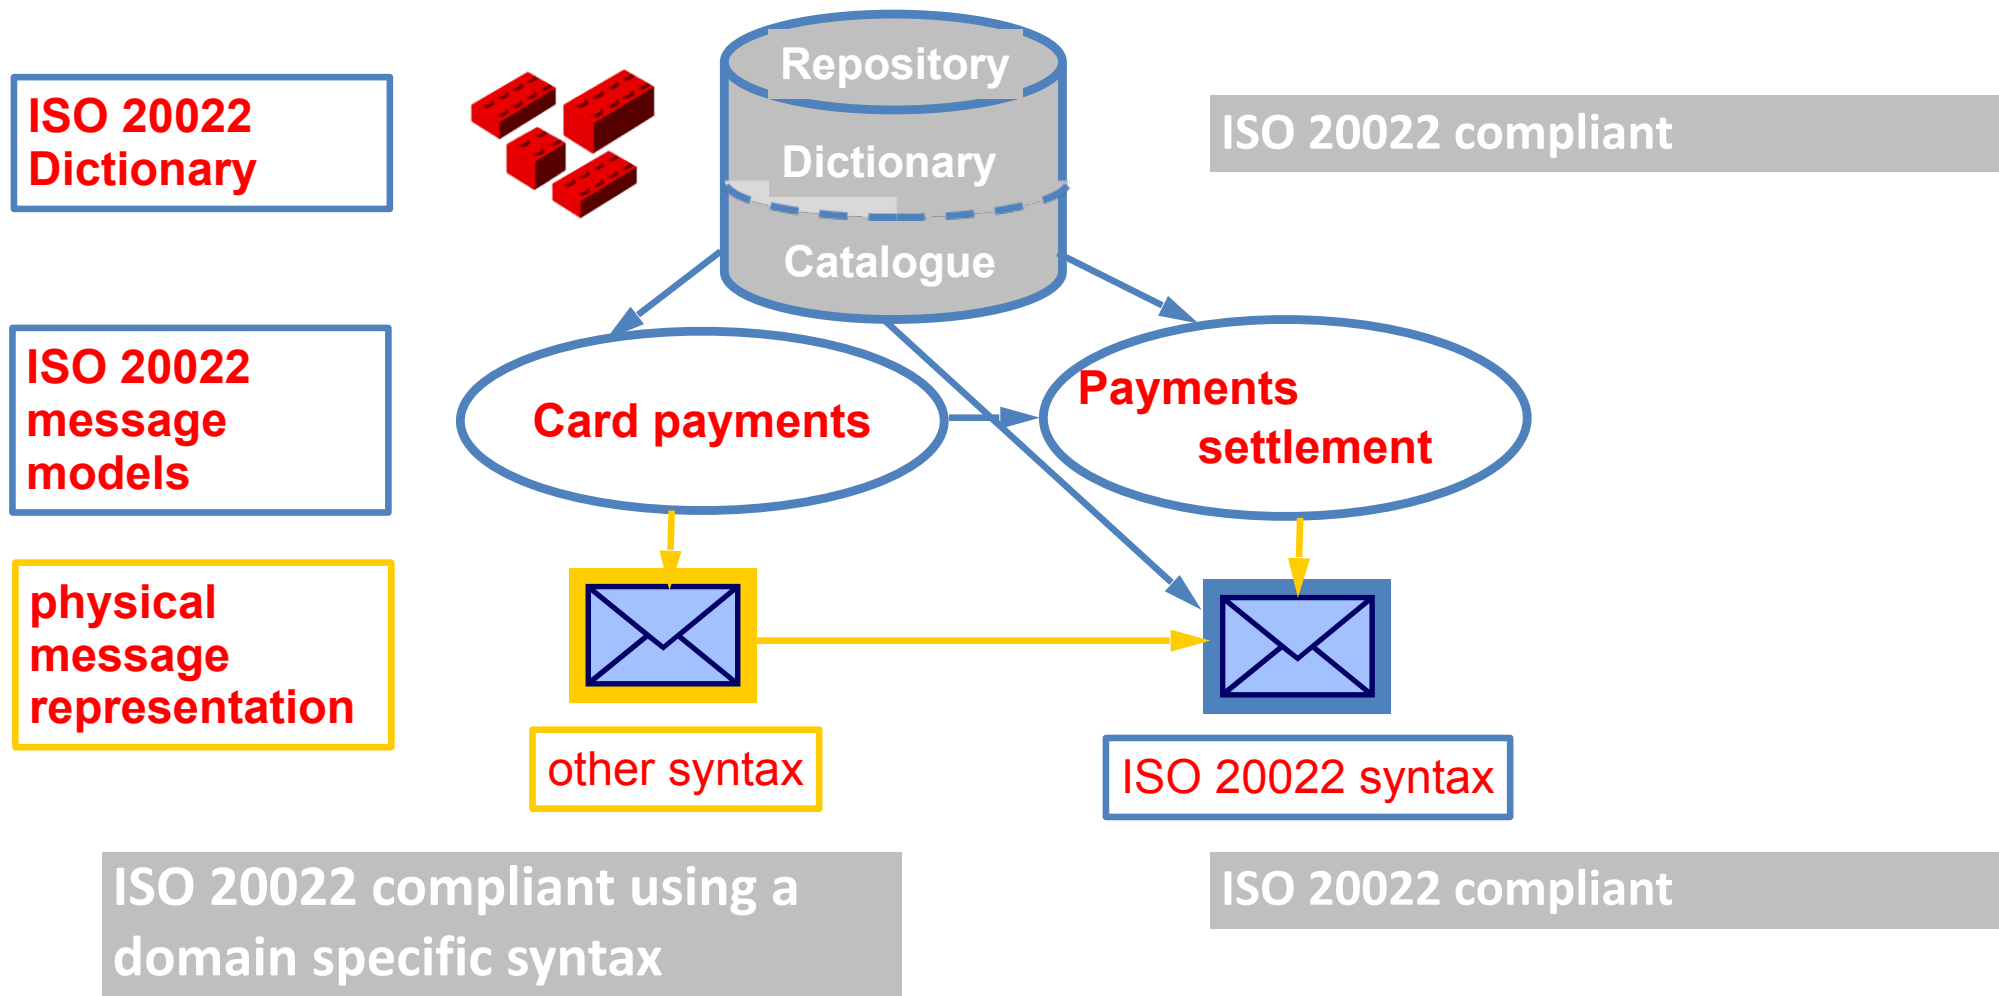 Repository
ISO 20022
Dictionary
Dictionary
Catalogue
ISO 20022 compliant
ISO 20022
message
models
Card payments
Payments
settlement
physical
message
representation
other syntax
ISO 20022 syntax
ISO 20022 compliant using a
domain specific syntax
ISO 20022 compliant